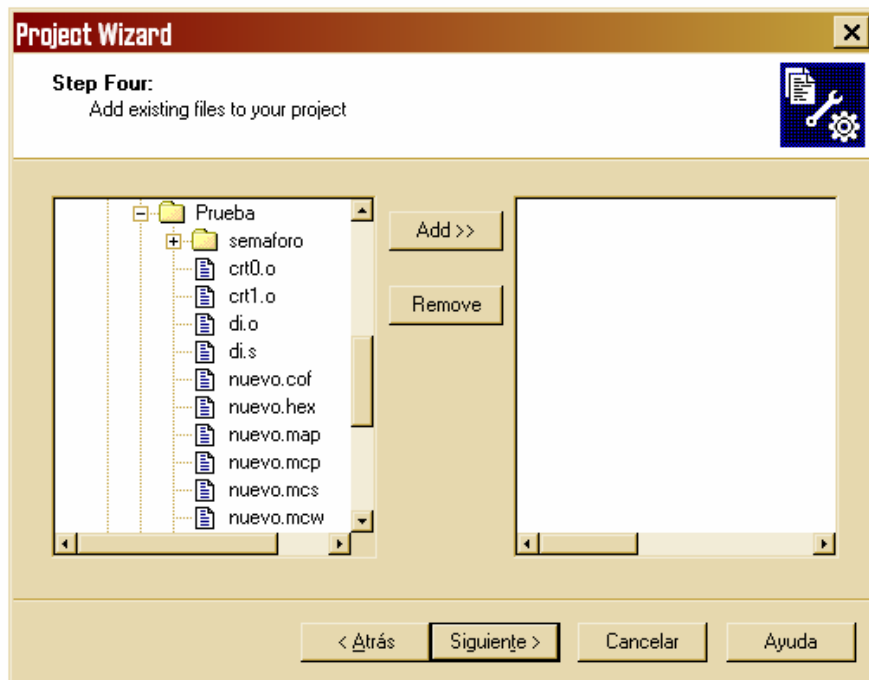 Project Wizard
Step Four:
Add existing files to your project
Prueba
semaforo
crt0.o
crt1.o
di.o
di.s
nuevo.cof
nuevo.hex
nuevo.map
nuevo.mcp
nuevo.mcs
nuevo.mcw
Add >>
Remove
< Atrás
Siguiente >
Cancelar
Ayuda